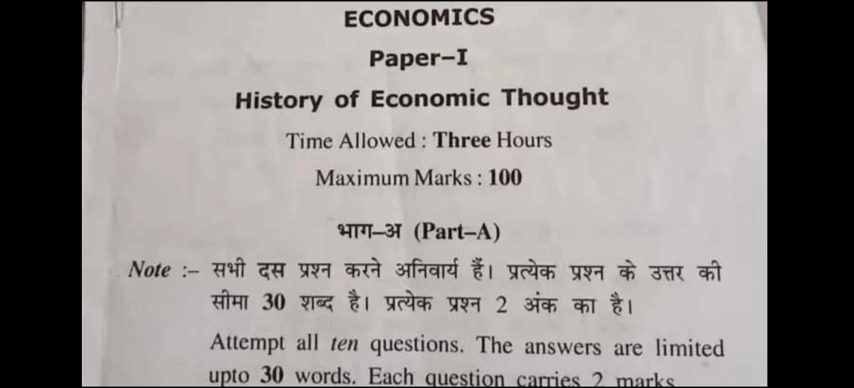 ECONOMICS
Paper–I
History of Economic Thought
Time Allowed : Three Hours
Maximum Marks : 100
भाग–अ (Part–A)
Note :– सभी दस प्रश्न करने अनिवार्य हैं। प्रत्येक प्रश्न के उत्तर की
सीमा 30 शब्द है। प्रत्येक प्रश्न 2 अंक का है।
Attempt all ten questions. The answers are limited
upto 30 words. Each question carries 2 marks